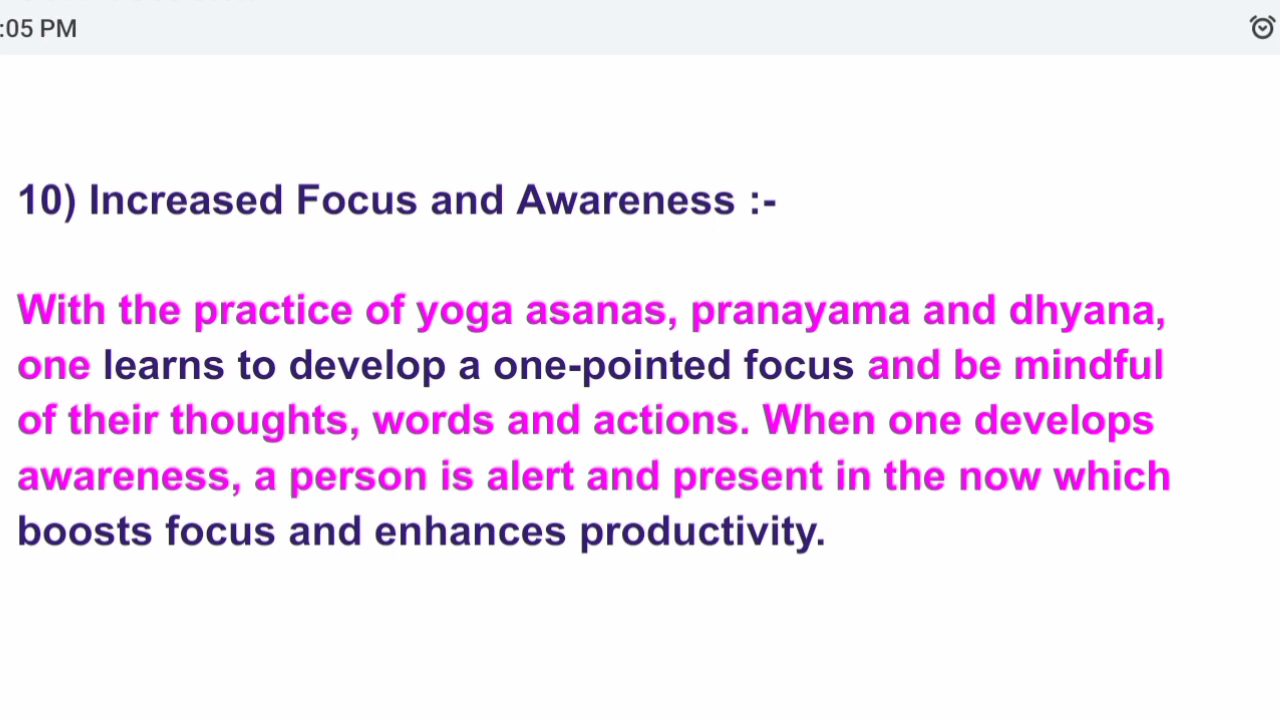 :05 PM
10) Increased Focus and Awareness :-
With the practice of yoga asanas, pranayama and dhyana,
one learns to develop a one-pointed focus and be mindful
of their thoughts, words and actions. When one develops
awareness, a person is alert and present in the now which
boosts focus and enhances productivity.